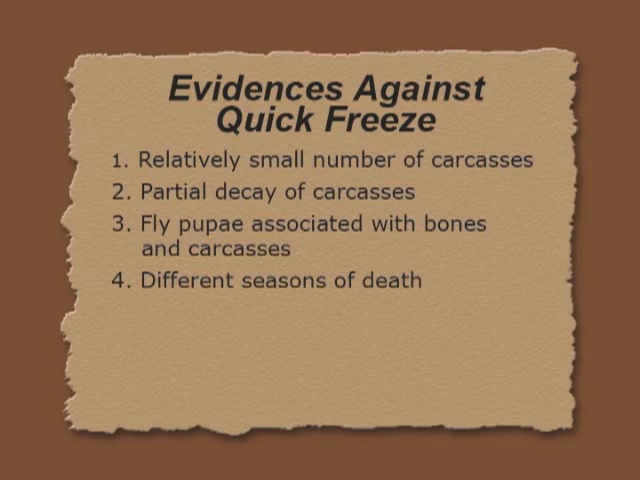 Evidences Against
Quick Freeze
1. Relatively small number of carcasses
2. Partial decay of carcasses
3. Fly pupae associated with bones
and carcasses
4. Different seasons of death